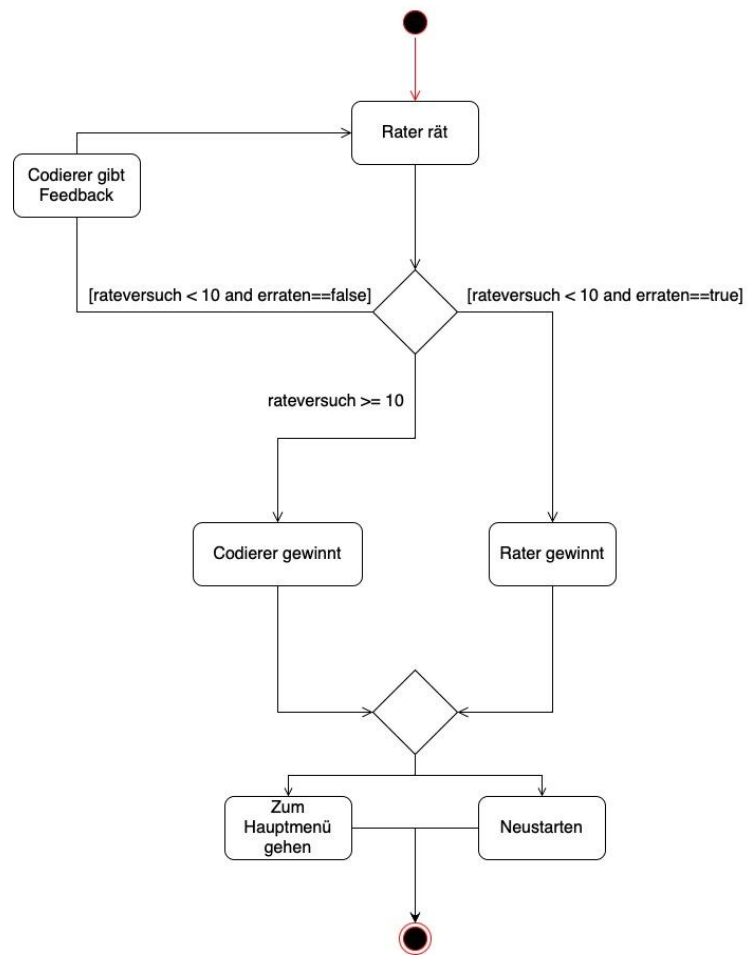 Rater rät
Codierer gibt
Feedback
[rateversuch < 10 and erraten==false]
[rateversuch < 10 and erraten==true]
rateversuch >= 10
Codierer gewinnt
Rater gewinnt
Zum
Hauptmenü
gehen
Neustarten